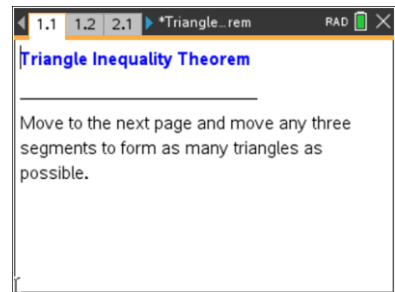 1.1 1.2 2.1 *Triangle...rem RAD
Triangle Inequality Theorem
Move to the next page and move any three
segments to form as many triangles as
possible.